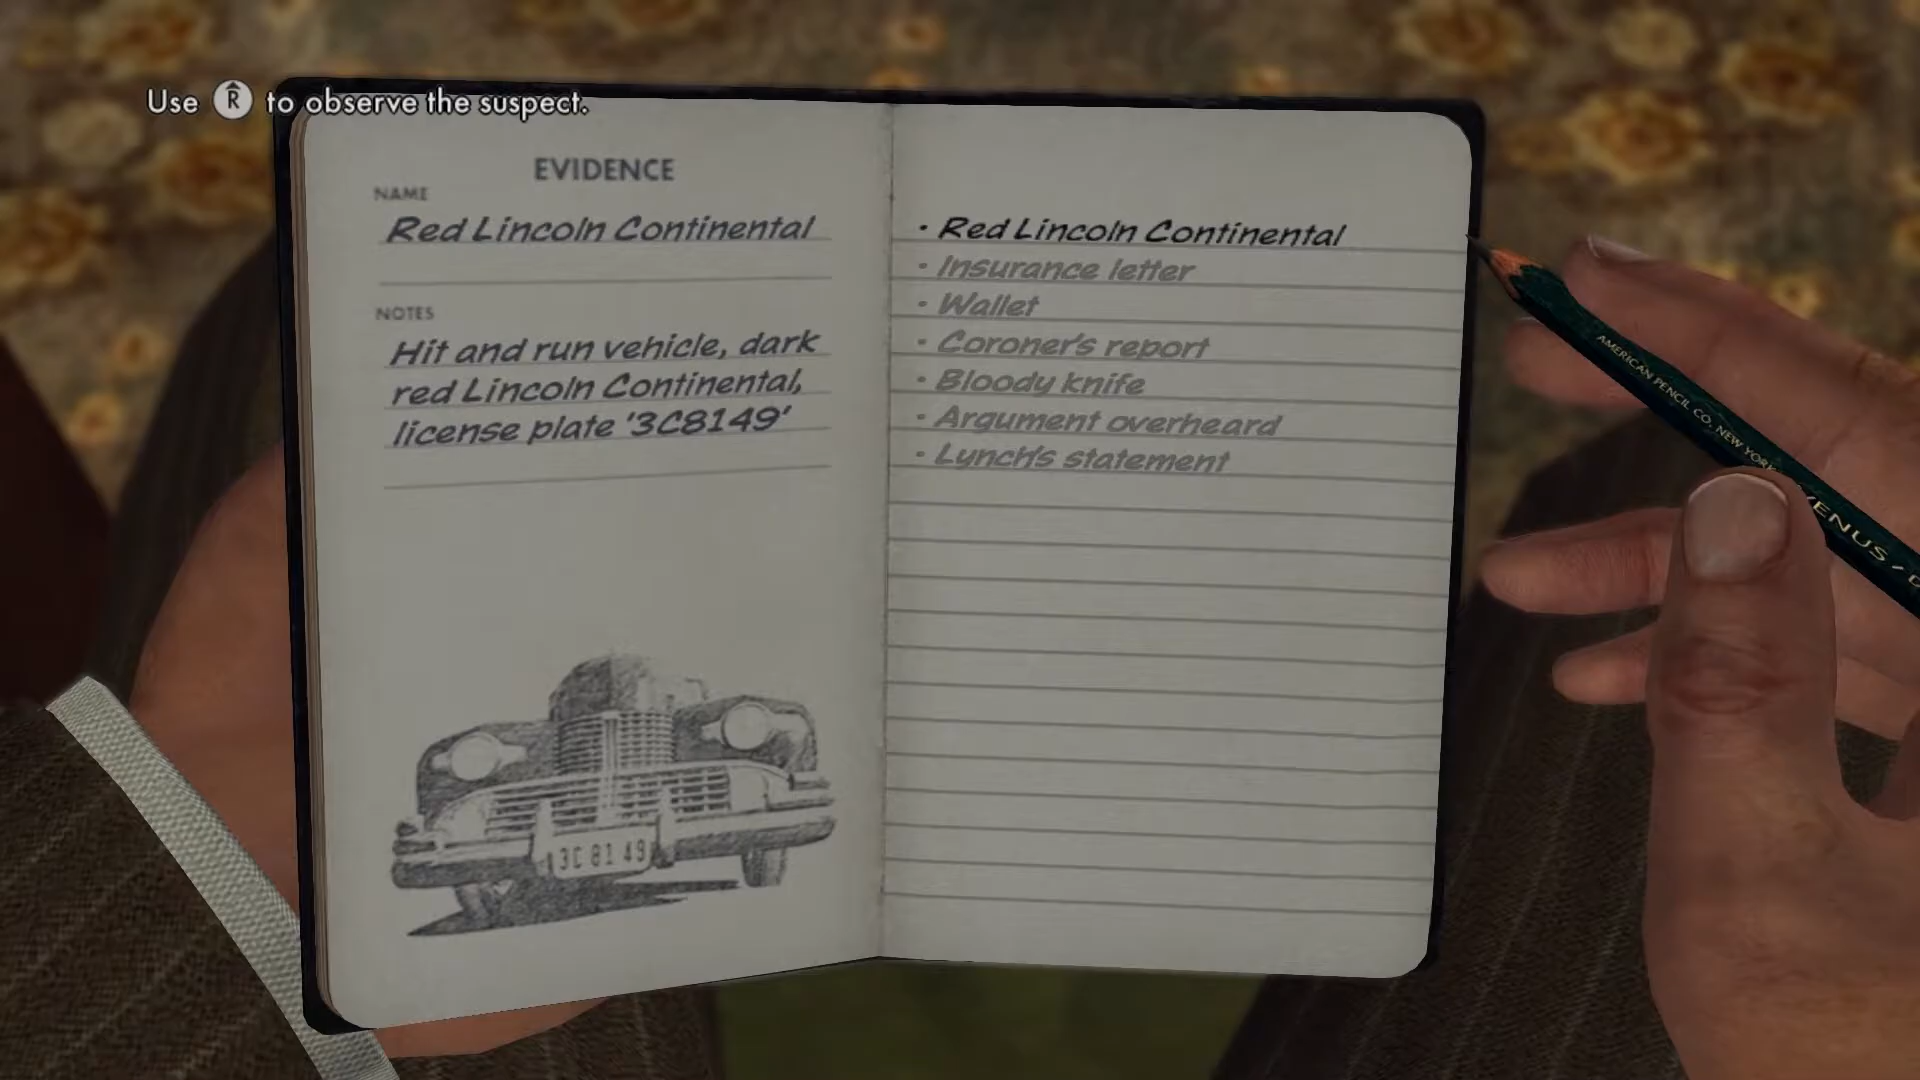 Use R to observe the suspect.
EVIDENCE
NAME
Red Lincoln Continental
NOTES
Hit and run vehicle, dark
red Lincoln Continental,
license plate '3C8149'
3C 81 49
• Red Lincoln Continental
• Insurance letter
• Wallet
• Coroner's report
• Bloody knife
• Argument overheard
• Lynch's statement
AMERICAN PENCIL CO. NEW YORK
VENUS